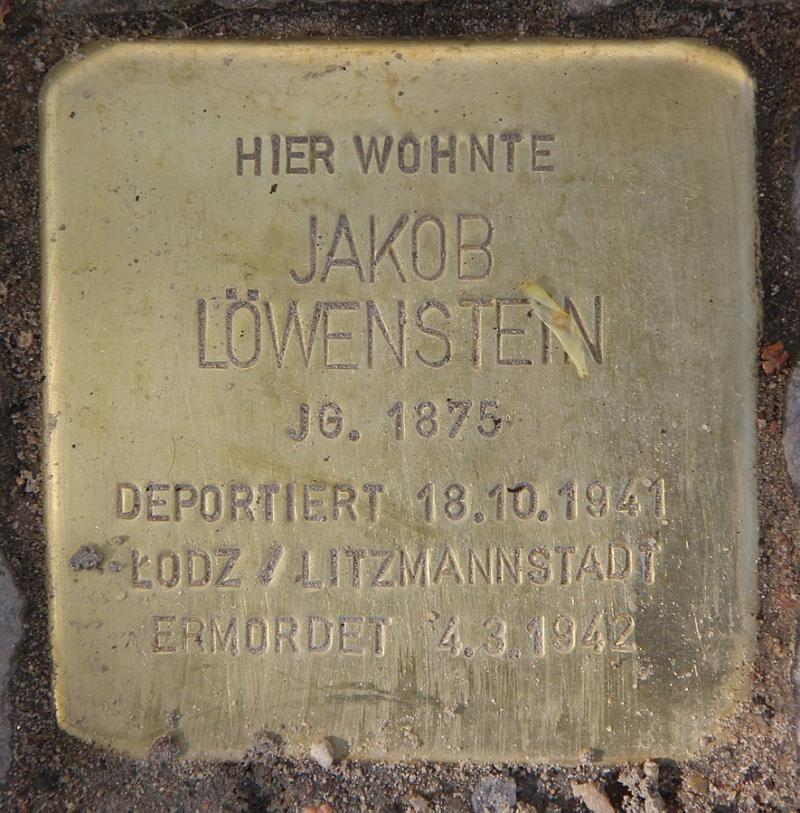 HIER WOHNTE
JAKOB
LÖWENSTEIN
JG. 1875
DEPORTIERT 18.10.1941
ŁODZ / LITZMANNSTADT
ERMORDET 4.3.1942